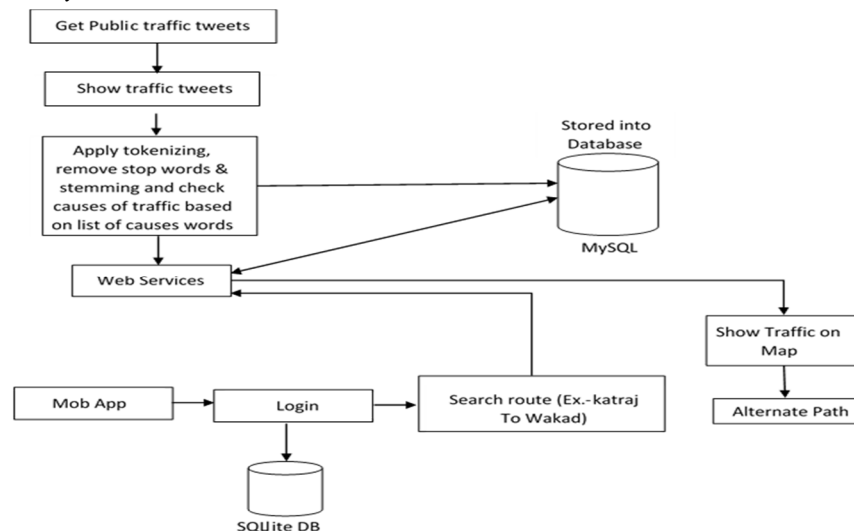 Get Public traffic tweets
Show traffic tweets
Apply tokenizing,
remove stop words &
stemming and check
causes of traffic based
on list of causes words
Stored into
Database
MySQL
Web Services
Show Traffic on
Map
Alternate Path
Mob App
Login
Search route (Ex.-katraj
To Wakad)
SQLlite DB